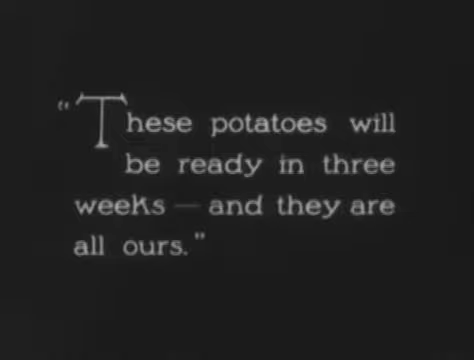 "These potatoes will
be ready in three
weeks — and they are
all ours."